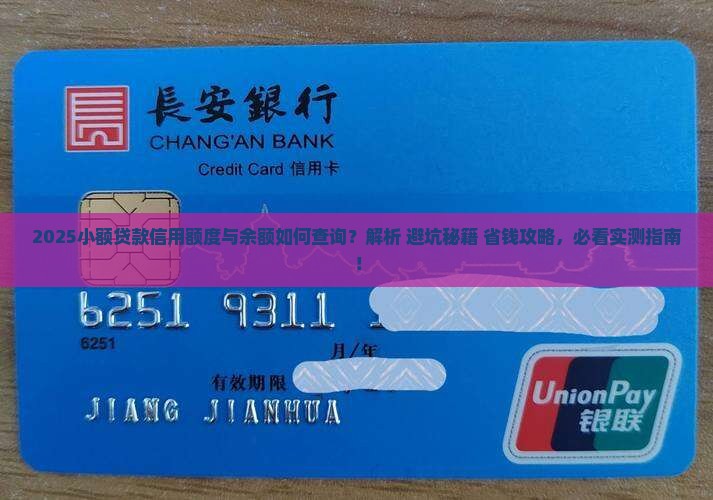 長安銀行
CHANG'AN BANK
Credit Card 信用卡
2025小额贷款信用额度与余额如何查询？解析 避坑秘籍 省钱攻略，必看实测指南
！
6251 9311 1
6251
月/年
有效期限
JIANG JIANHUA
UnionPay
银联